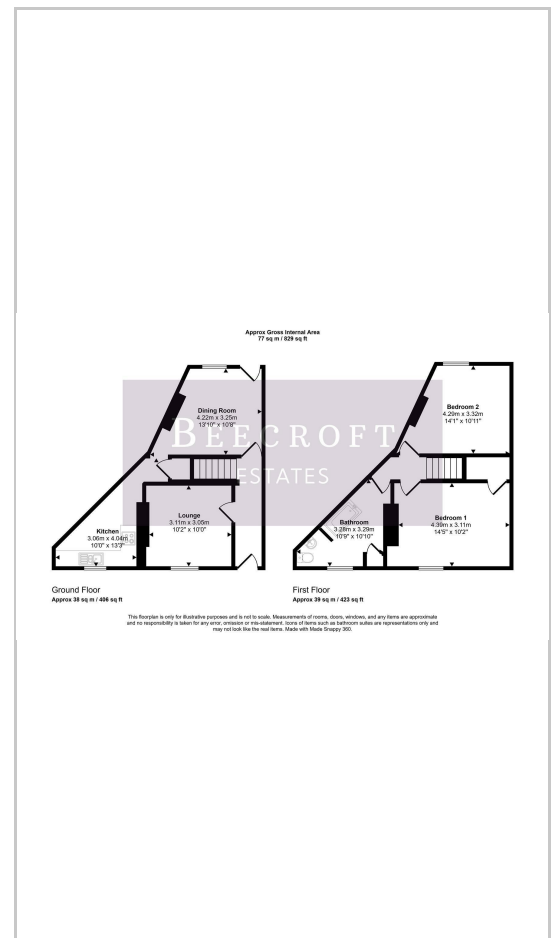 Approx Gross Internal Area
77 sq m / 829 sq ft
Dining Room
4.22m x 3.25m
13'10" x 10'8"
Kitchen
3.06m x 4.04m
10'0" x 13'3"
Lounge
3.11m x 3.05m
10'2" x 10'0"
Bedroom 2
4.29m x 3.32m
14'1" x 10'11"
Bathroom
3.28m x 3.29m
10'9" x 10'10"
Bedroom 1
4.39m x 3.11m
14'5" x 10'2"
BEECROFT
ESTATES
Ground Floor
Approx 38 sq m / 406 sq ft
First Floor
Approx 39 sq m / 423 sq ft
This floorplan is only for illustrative purposes and is not to scale. Measurements of rooms, doors, windows, and any items are approximate
and no responsibility is taken for any error, omission or mis-statement. Icons of items such as bathroom suites are representations only and
may not look like the real items. Made with Made Snappy 360.